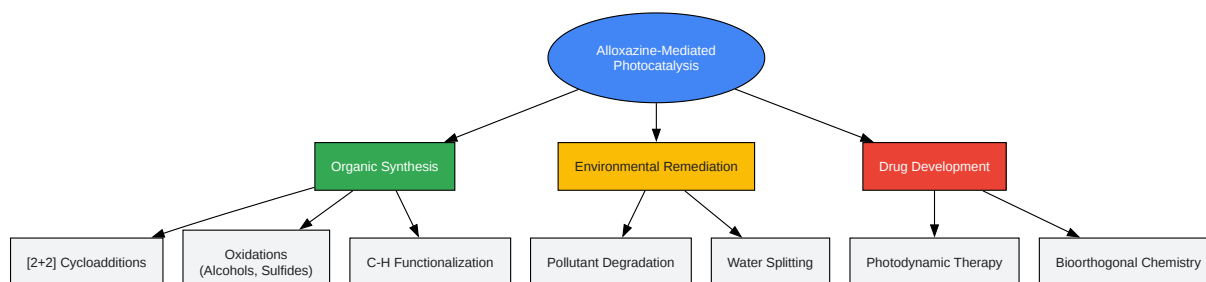 Alloxazine-Mediated
Photocatalysis
Organic Synthesis
Environmental Remediation
Drug Development
[2+2] Cycloadditions
Oxidations
(Alcohols, Sulfides)
C-H Functionalization
Pollutant Degradation
Water Splitting
Photodynamic Therapy
Bioorthogonal Chemistry